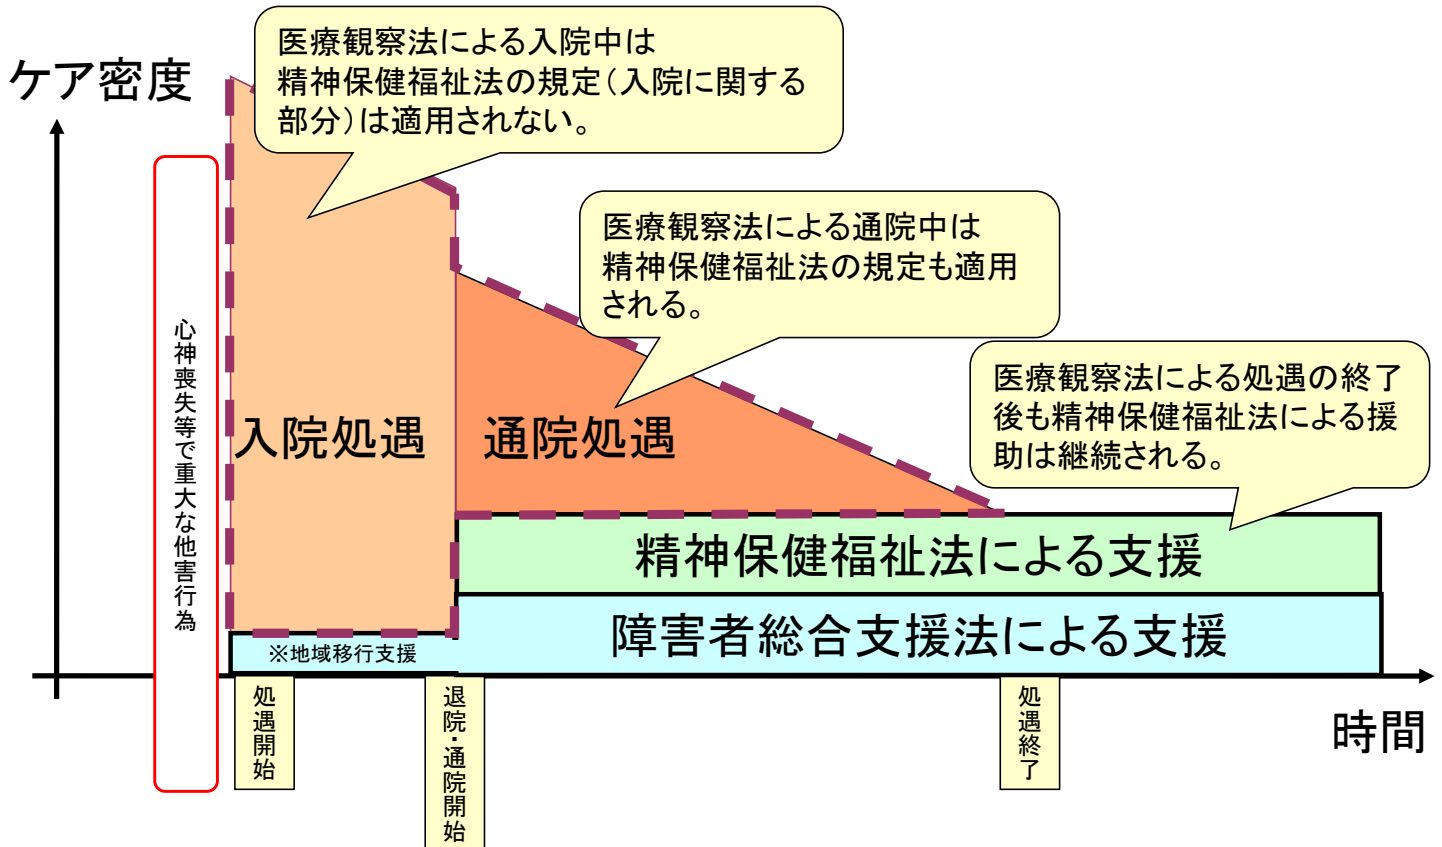 ケア密度
医療観察法による入院中は
精神保健福祉法の規定（入院に関する
部分）は適用されない。
医療観察法による通院中は
精神保健福祉法の規定も適用
される。
医療観察法による処遇の終了
後も精神保健福祉法による援
助は継続される。
心神喪失等で重大な他害行為
入院処遇
通院処遇
精神保健福祉法による支援
障害者総合支援法による支援
※地域移行支援
処遇開始
退院・通院開始
処遇終了
時間